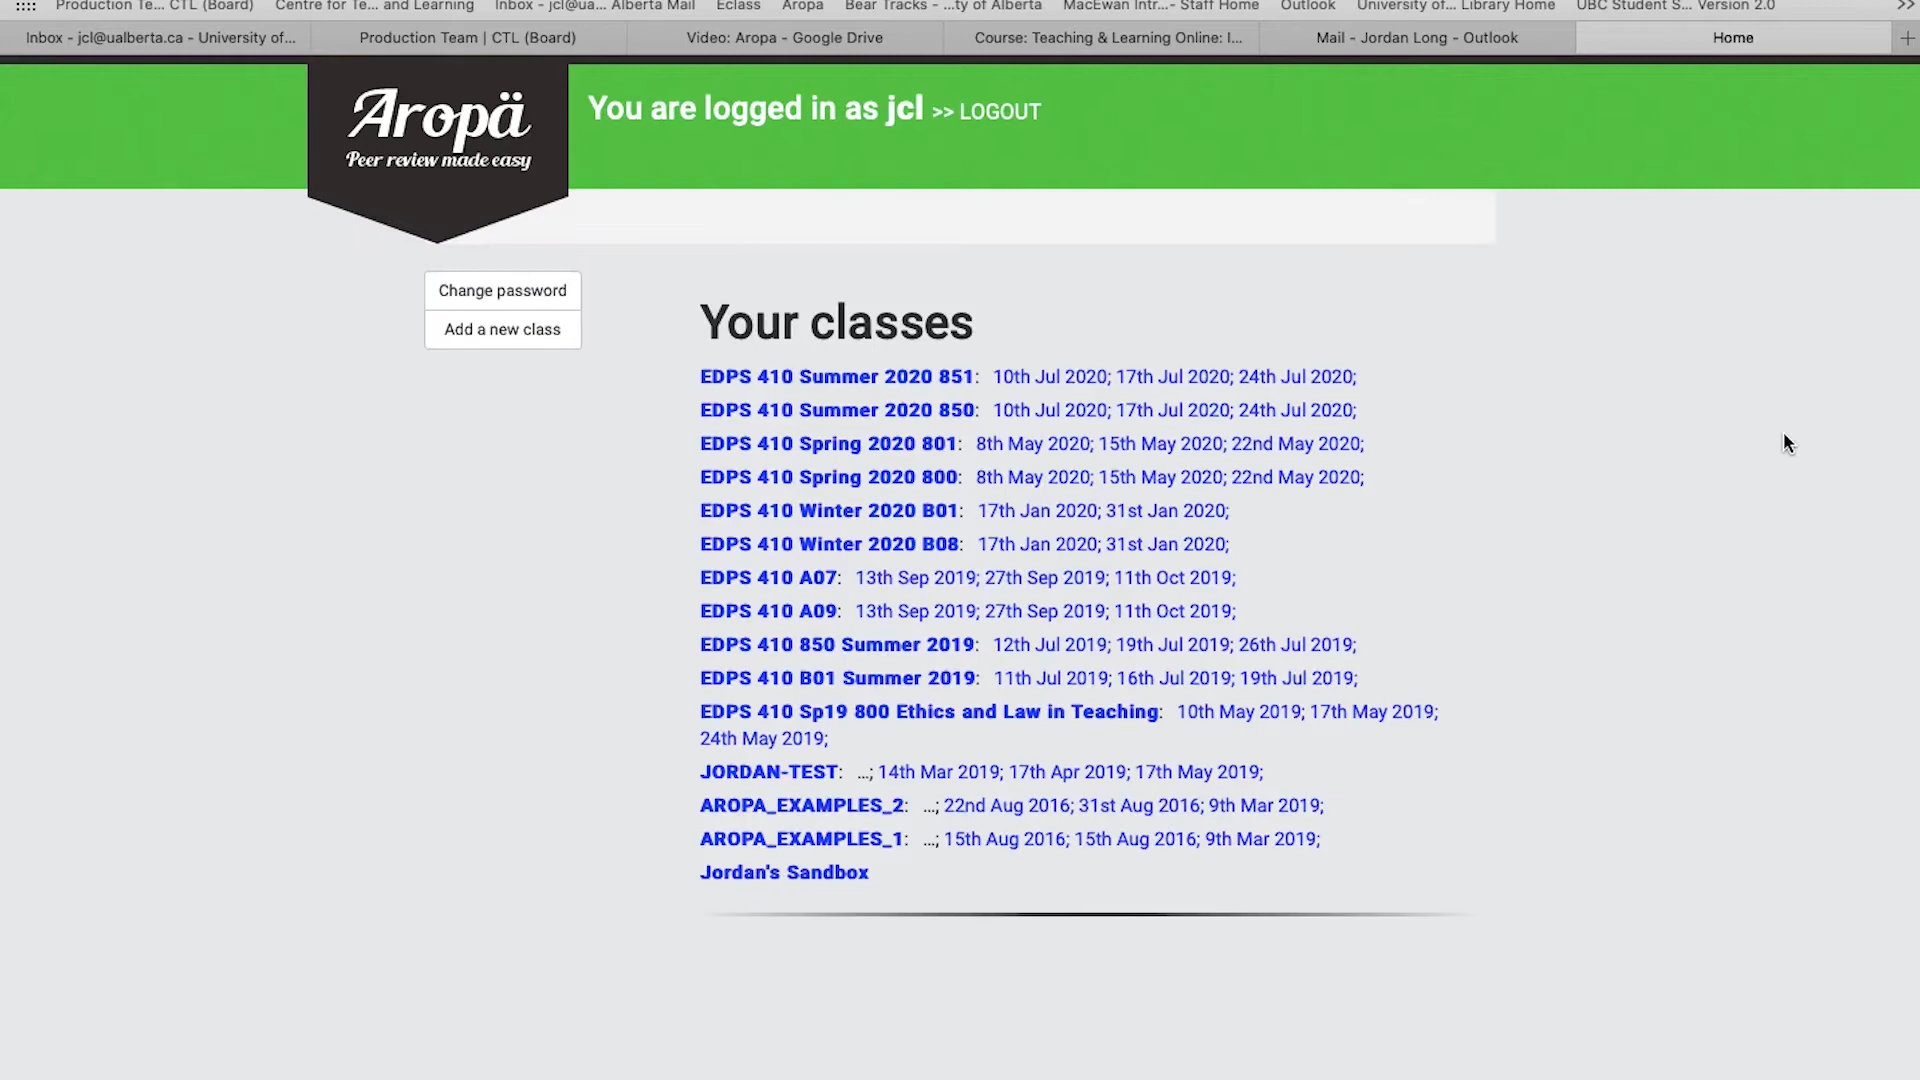 Production Te... CTL (Board) Centre for Te... and Learning Inbox - jcl@ua... Alberta Mail Eclass Aropa Bear Tracks - ...ty of Alberta MacEwan Intr...- Staff Home Outlook University of... Library Home UBC Student S... Version 2.0 >>
Inbox - jcl@ualberta.ca - University of... Production Team | CTL (Board) Video: Aropa - Google Drive Course: Teaching & Learning Online: I... Mail - Jordan Long - Outlook Home +
Aropä
Peer review made easy
You are logged in as jcl >> LOGOUT
Change password
Add a new class
Your classes
EDPS 410 Summer 2020 851: 10th Jul 2020; 17th Jul 2020; 24th Jul 2020;
EDPS 410 Summer 2020 850: 10th Jul 2020; 17th Jul 2020; 24th Jul 2020;
EDPS 410 Spring 2020 801: 8th May 2020; 15th May 2020; 22nd May 2020;
EDPS 410 Spring 2020 800: 8th May 2020; 15th May 2020; 22nd May 2020;
EDPS 410 Winter 2020 B01: 17th Jan 2020; 31st Jan 2020;
EDPS 410 Winter 2020 B08: 17th Jan 2020; 31st Jan 2020;
EDPS 410 A07: 13th Sep 2019; 27th Sep 2019; 11th Oct 2019;
EDPS 410 A09: 13th Sep 2019; 27th Sep 2019; 11th Oct 2019;
EDPS 410 850 Summer 2019: 12th Jul 2019; 19th Jul 2019; 26th Jul 2019;
EDPS 410 B01 Summer 2019: 11th Jul 2019; 16th Jul 2019; 19th Jul 2019;
EDPS 410 Sp19 800 Ethics and Law in Teaching: 10th May 2019; 17th May 2019;
24th May 2019;
JORDAN-TEST: ...; 14th Mar 2019; 17th Apr 2019; 17th May 2019;
AROPA_EXAMPLES_2: ...; 22nd Aug 2016; 31st Aug 2016; 9th Mar 2019;
AROPA_EXAMPLES_1: ...; 15th Aug 2016; 15th Aug 2016; 9th Mar 2019;
Jordan's Sandbox